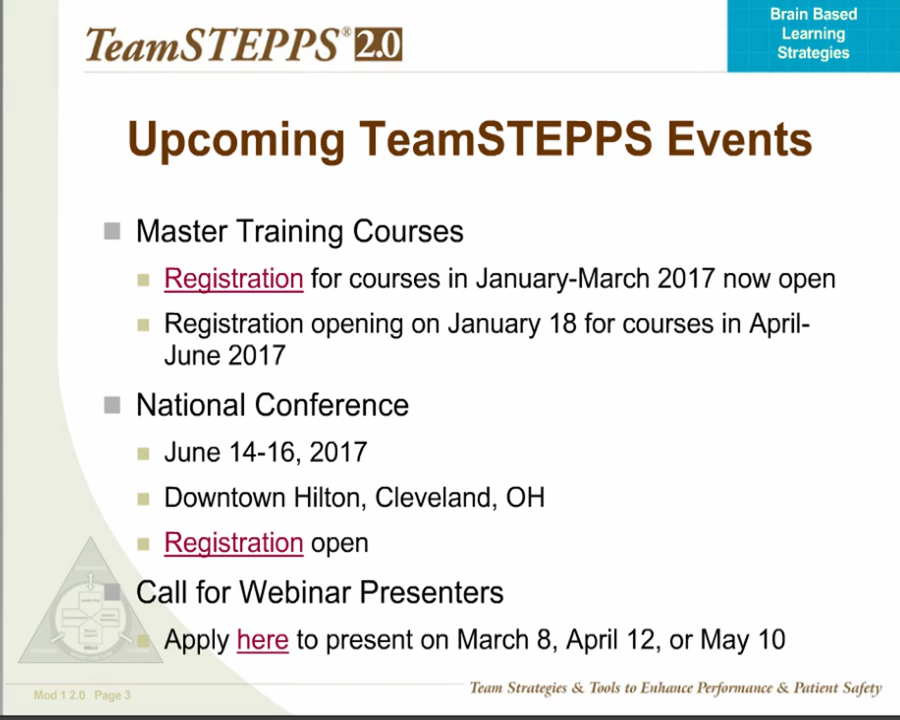 TeamSTEPPS® 2.0
Brain Based
Learning
Strategies
Upcoming TeamSTEPPS Events
Master Training Courses
Registration for courses in January-March 2017 now open
Registration opening on January 18 for courses in April-
June 2017
National Conference
June 14-16, 2017
Downtown Hilton, Cleveland, OH
Registration open
Call for Webinar Presenters
Apply here to present on March 8, April 12, or May 10
Mod 1 2.0 Page 3
Team Strategies & Tools to Enhance Performance & Patient Safety